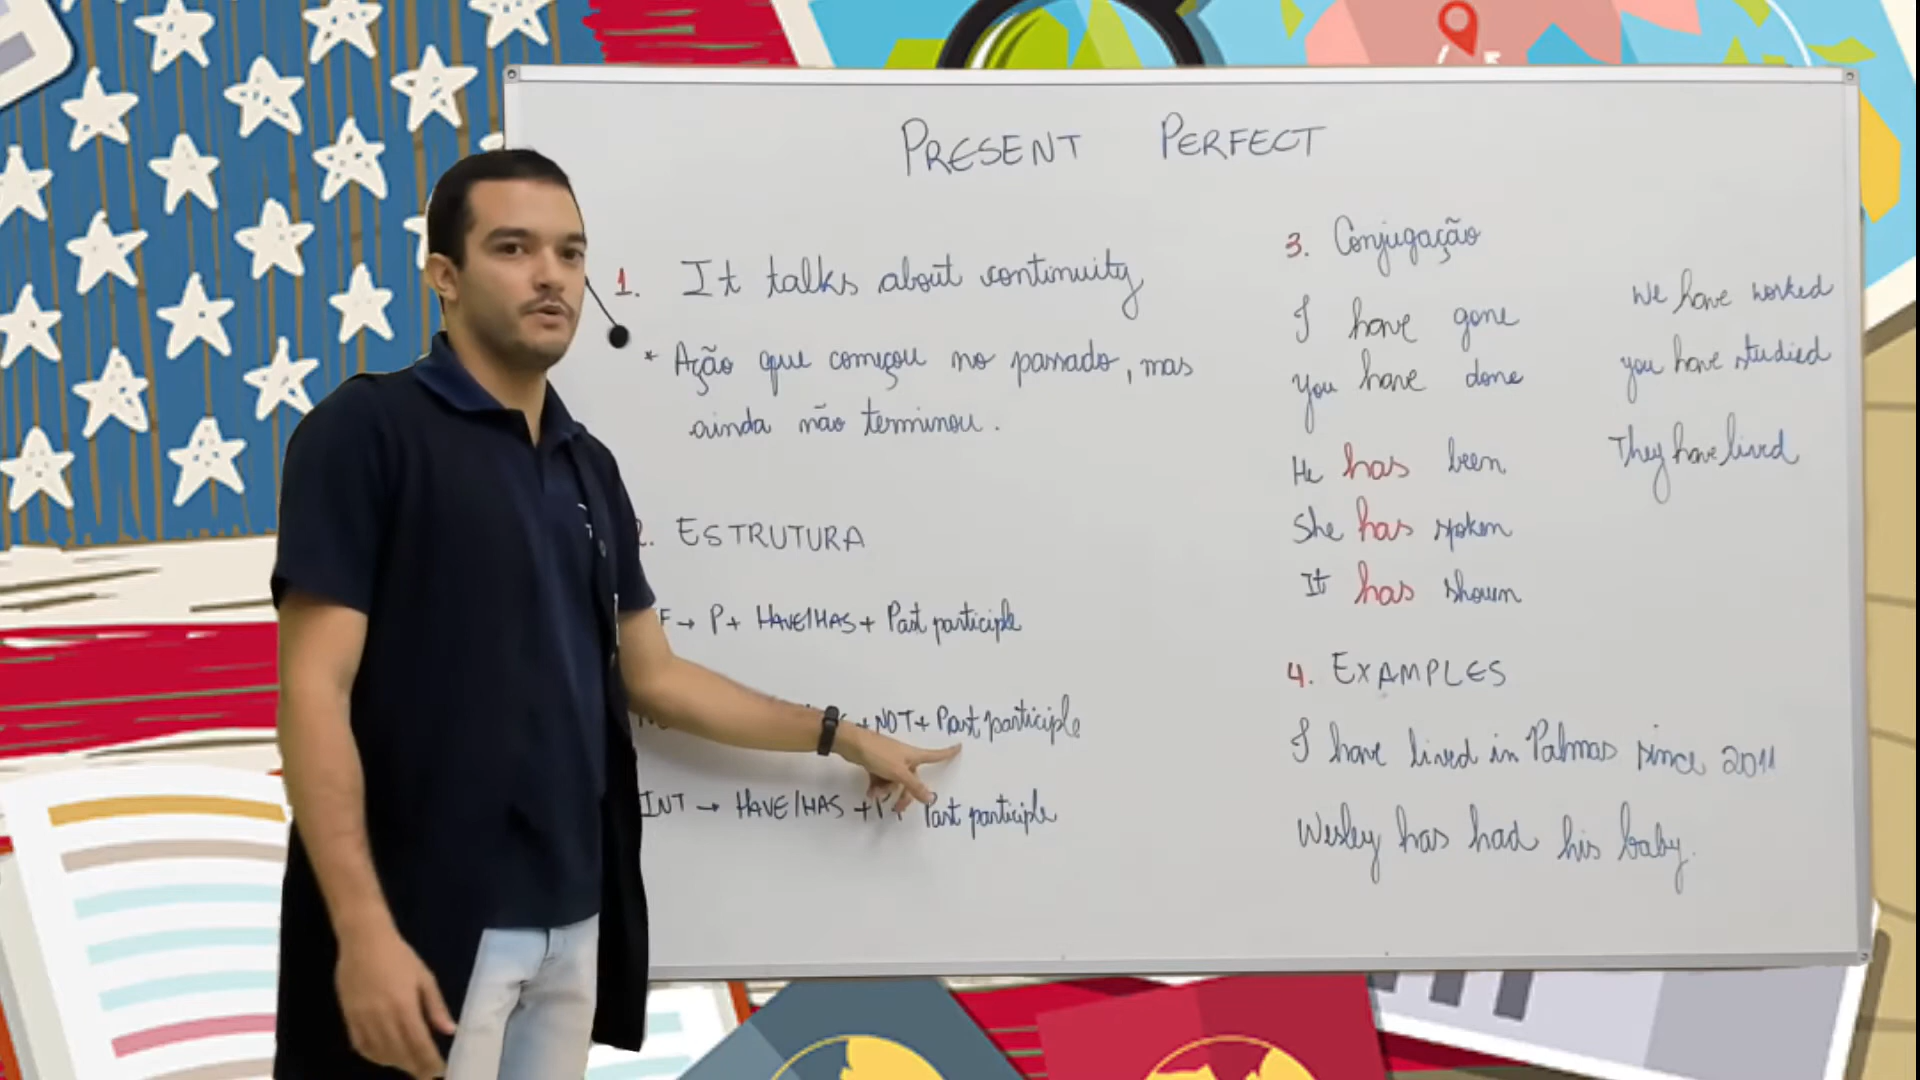 PRESENT PERFECT
1. It talks about continuity
* Ação que começou no passado, mas
ainda não terminou.
2. ESTRUTURA
F → P + HAVE/HAS + Past participle
+ NOT + Past participle
INT → HAVE/HAS + P + Past participle
3. Conjugação
I have gone
You have done
He has been
She has spoken
It has shown
We have worked
you have studied
They have lived
4. EXAMPLES
I have lived in Palmas since 2011
Wesley has had his baby.